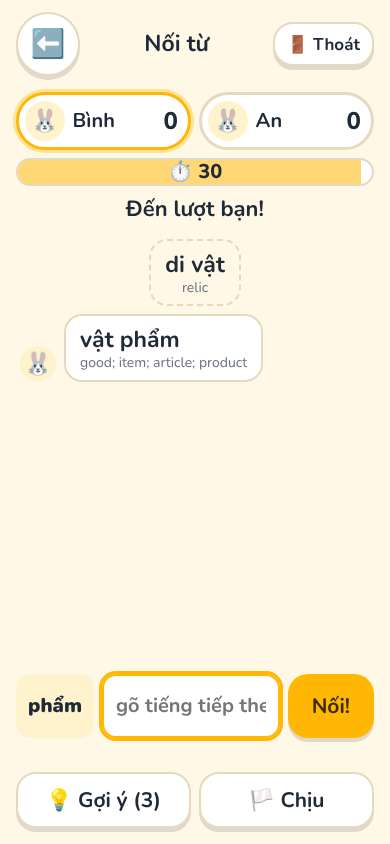 Nối từ
Thoát
Bình 0
An 0
30
Đến lượt bạn!
di vật
relic
vật phẩm
good; item; article; product
phẩm
gõ tiếng tiếp the
Nối!
Gợi ý (3)
Chịu